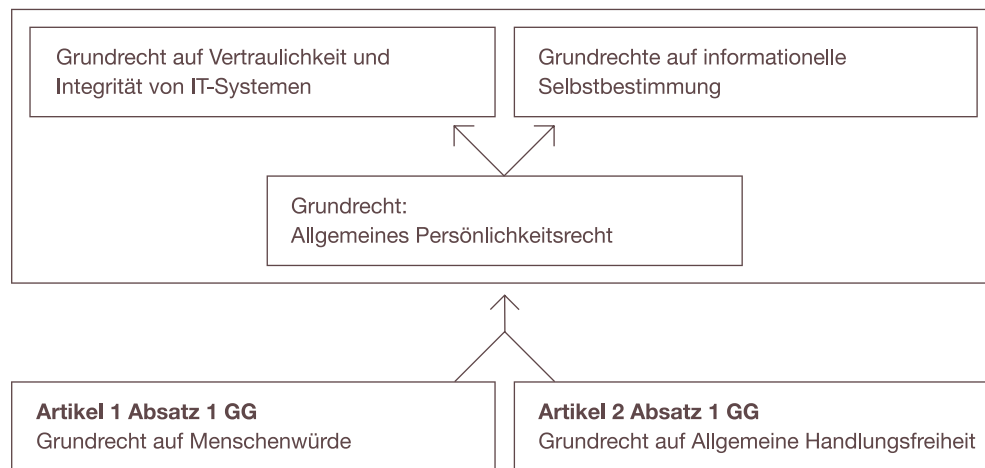 Grundrecht auf Vertraulichkeit und
Integrität von IT-Systemen
Grundrechte auf informationelle
Selbstbestimmung
Grundrecht:
Allgemeines Persönlichkeitsrecht
Artikel 1 Absatz 1 GG
Grundrecht auf Menschenwürde
Artikel 2 Absatz 1 GG
Grundrecht auf Allgemeine Handlungsfreiheit